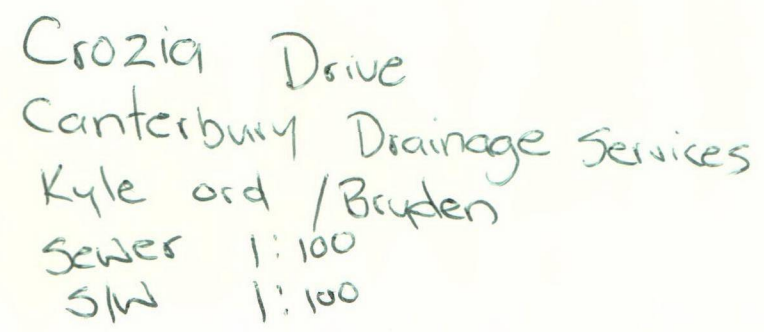 Crozia Drive
Canterbury Drainage Services
Kyle ord / Bryden
Sewer 1:100
S/W 1:100